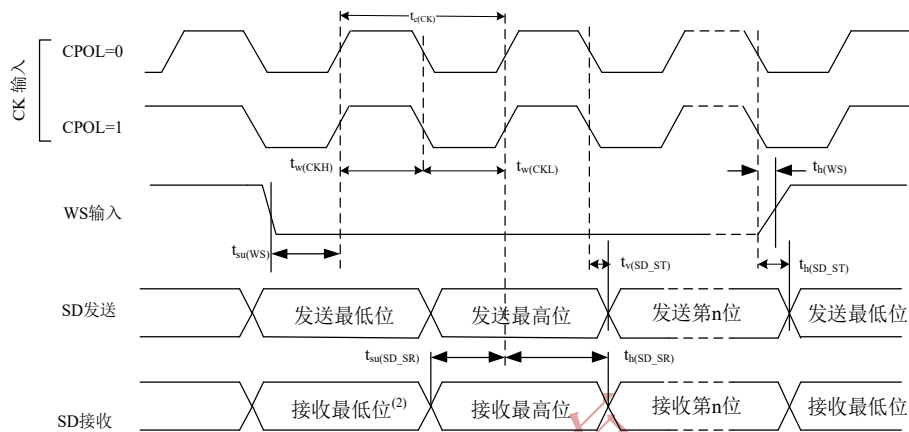 t_c(CK)
CK 输入
CPOL=0
CPOL=1
t_w(CKH)
t_w(CKL)
t_h(WS)
WS输入
t_su(WS)
t_v(SD_ST)
t_h(SD_ST)
SD发送
发送最低位
发送最高位
发送第n位
发送最低位
t_su(SD_SR)
t_h(SD_SR)
SD接收
接收最低位(2)
接收最高位
接收第n位
接收最低位